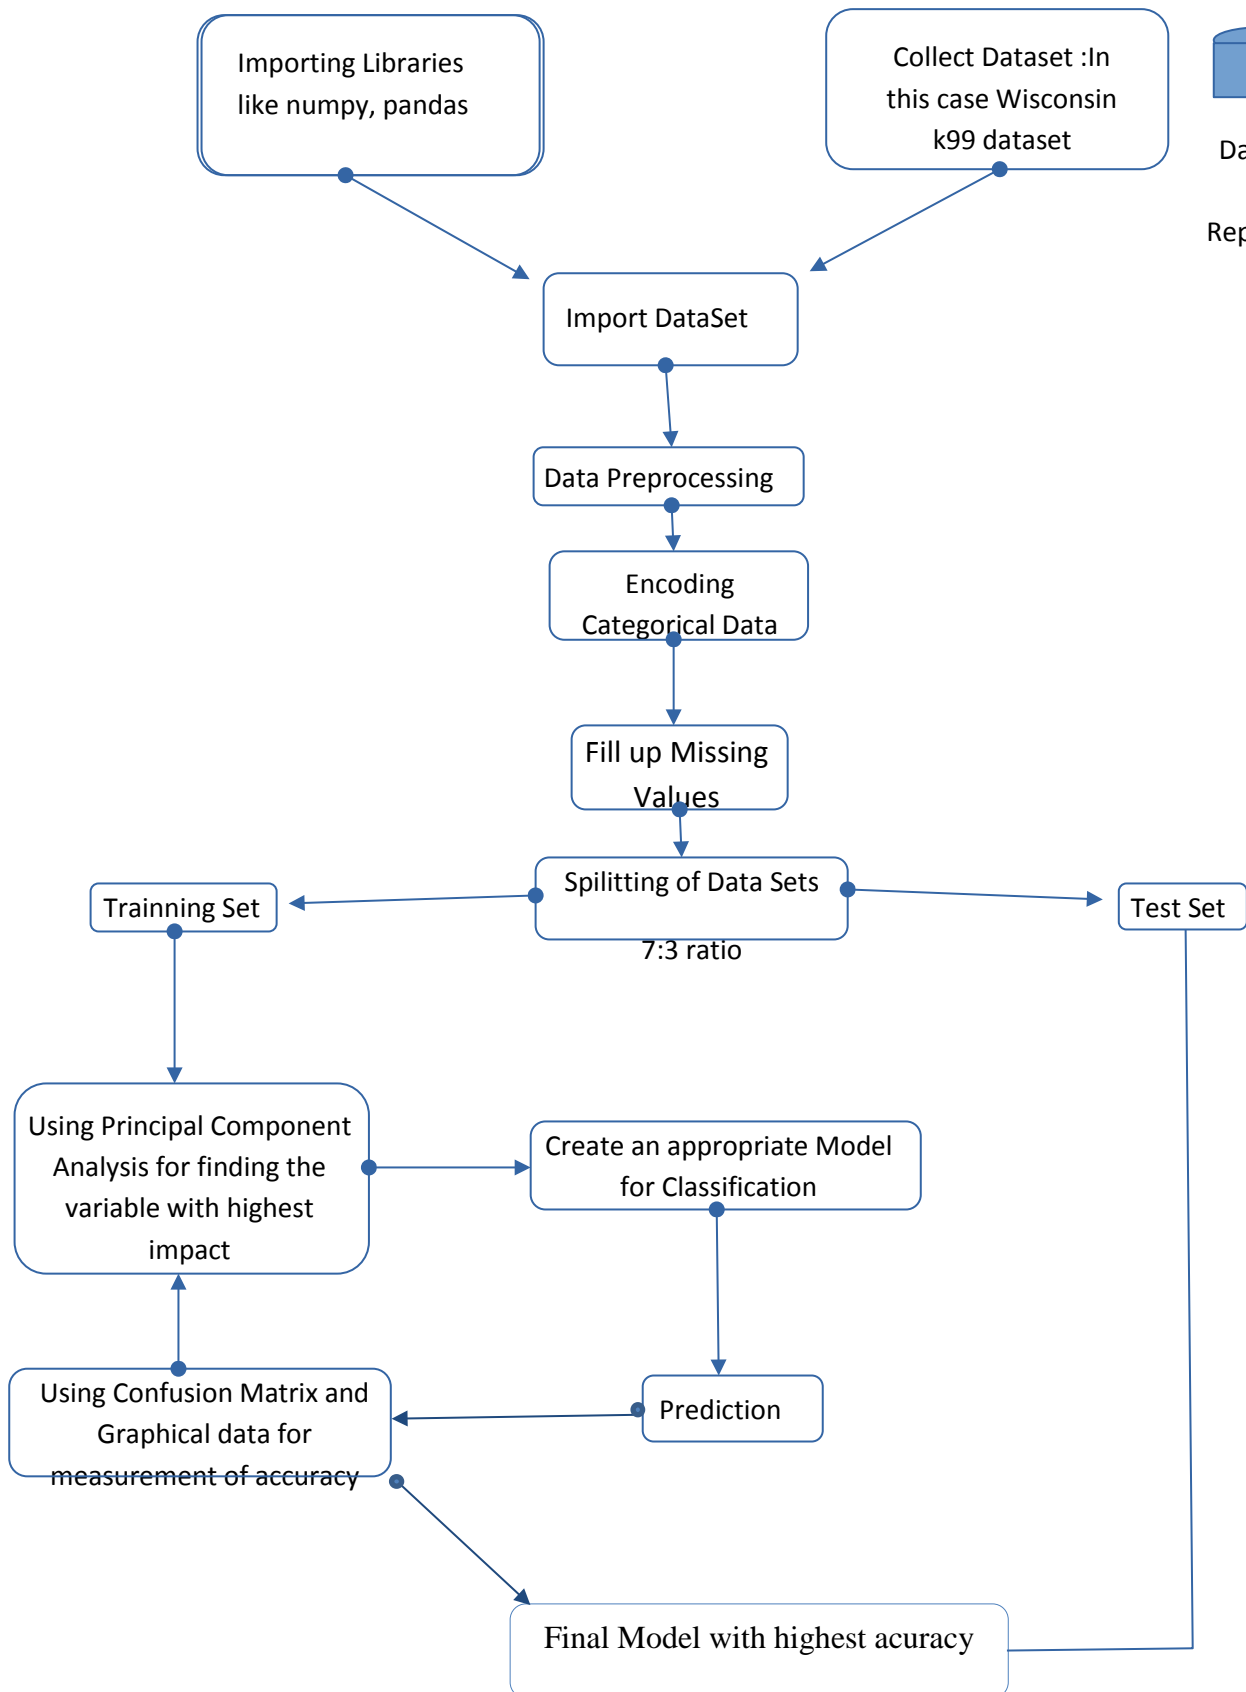 Importing Libraries
like numpy, pandas
Collect Dataset :In
this case Wisconsin
k99 dataset
Da
Rep
Import DataSet
Data Preprocessing
Encoding
Categorical Data
Fill up Missing
Values
Spilitting of Data Sets
7:3 ratio
Trainning Set
Test Set
Using Principal Component
Analysis for finding the
variable with highest
impact
Create an appropriate Model
for Classification
Using Confusion Matrix and
Graphical data for
measurement of accuracy
Prediction
Final Model with highest acuracy